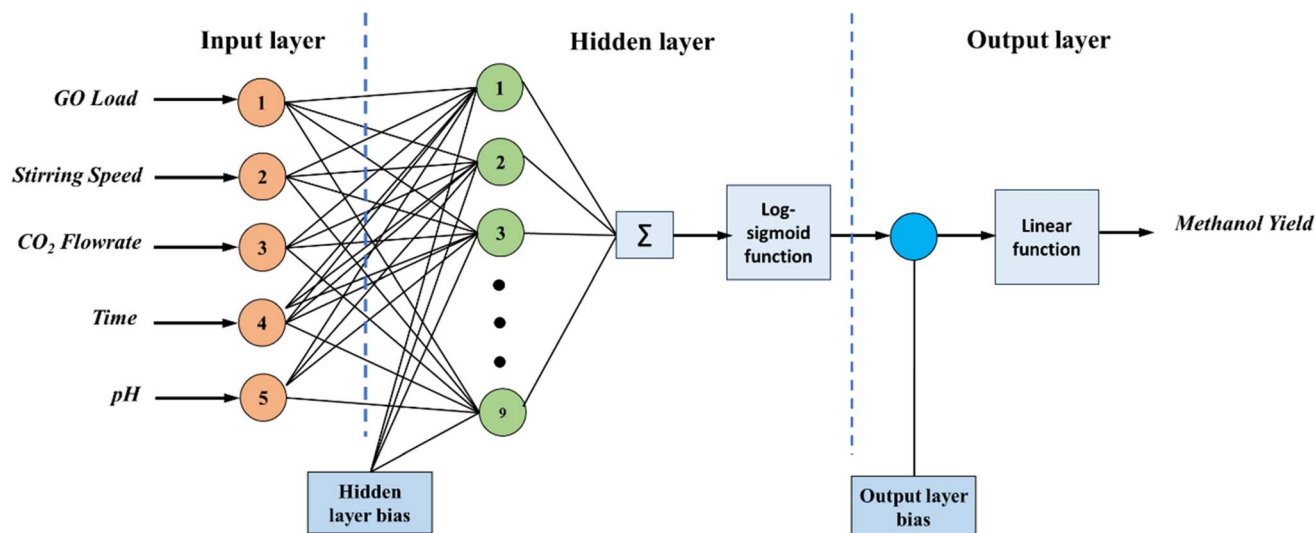 Input layer
Hidden layer
Output layer
GO Load
1
Stirring Speed
2
CO₂ Flowrate
3
Time
4
pH
5
1
2
3
9
Hidden
layer bias
Σ
Log-
sigmoid
function
Output layer
bias
Linear
function
Methanol Yield